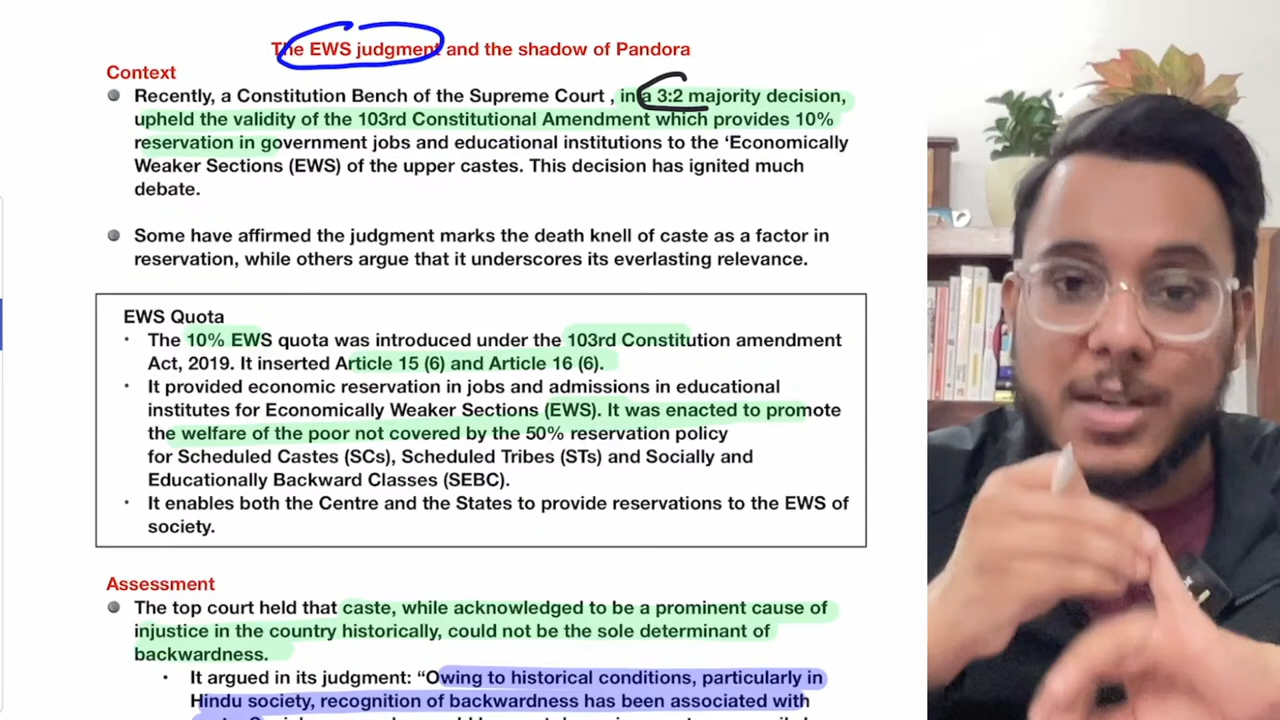 The EWS judgment and the shadow of Pandora
Context
Recently, a Constitution Bench of the Supreme Court , in a 3:2 majority decision,
upheld the validity of the 103rd Constitutional Amendment which provides 10%
reservation in government jobs and educational institutions to the ‘Economically
Weaker Sections (EWS) of the upper castes. This decision has ignited much
debate.
Some have affirmed the judgment marks the death knell of caste as a factor in
reservation, while others argue that it underscores its everlasting relevance.
EWS Quota
The 10% EWS quota was introduced under the 103rd Constitution amendment
Act, 2019. It inserted Article 15 (6) and Article 16 (6).
It provided economic reservation in jobs and admissions in educational
institutes for Economically Weaker Sections (EWS). It was enacted to promote
the welfare of the poor not covered by the 50% reservation policy
for Scheduled Castes (SCs), Scheduled Tribes (STs) and Socially and
Educationally Backward Classes (SEBC).
It enables both the Centre and the States to provide reservations to the EWS of
society.
Assessment
The top court held that caste, while acknowledged to be a prominent cause of
injustice in the country historically, could not be the sole determinant of
backwardness.
It argued in its judgment: “Owing to historical conditions, particularly in
Hindu society, recognition of backwardness has been associated with